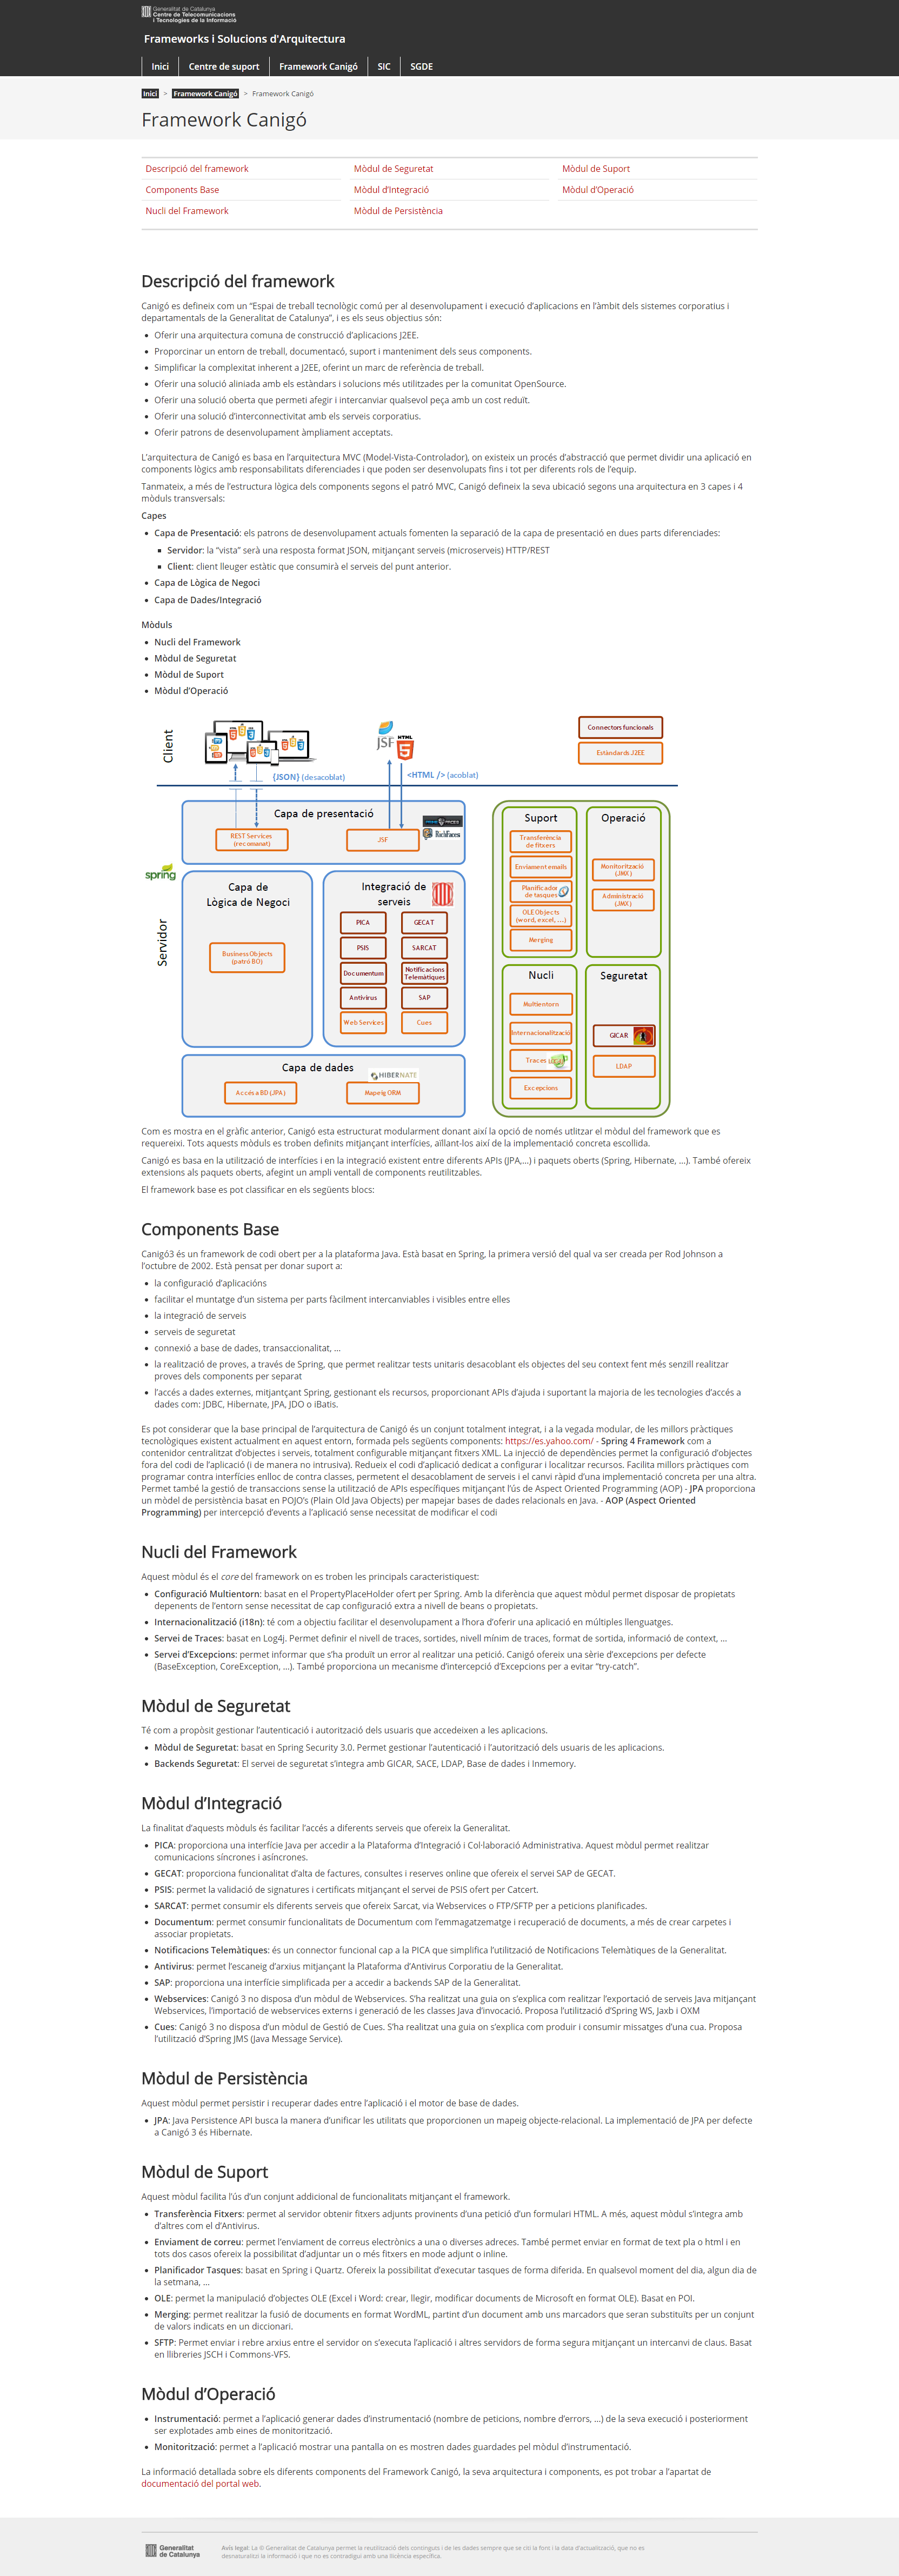 Generalitat de Catalunya
Centre de Telecomunicacions
i Tecnologies de la Informació
Frameworks i Solucions d'Arquitectura
Inici
Centre de suport
Framework Canigó
SIC
SGDE
Inici > Framework Canigó > Framework Canigó
Framework Canigó
Descripció del framework
Mòdul de Seguretat
Mòdul de Suport
Components Base
Mòdul d'Integració
Mòdul d'Operació
Nucli del Framework
Mòdul de Persistència
Descripció del framework
Canigó es defineix com un “Espai de treball tecnològic comú per al desenvolupament i execució d’aplicacions en l’àmbit dels sistemes corporatius i
departamentals de la Generalitat de Catalunya”, i es els seus objectius són:
Oferir una arquitectura comuna de construcció d’aplicacions J2EE.
Proporcinar un entorn de treball, documentacó, suport i manteniment dels seus components.
Simplificar la complexitat inherent a J2EE, oferint un marc de referència de treball.
Oferir una solució aliniada amb els estàndars i solucions més utilitzades per la comunitat OpenSource.
Oferir una solució oberta que permeti afegir i intercanviar qualsevol peça amb un cost reduït.
Oferir una solució d’interconnectivitat amb els serveis corporatius.
Oferir patrons de desenvolupament àmpliament acceptats.
L’arquitectura de Canigó es basa en l’arquitectura MVC (Model-Vista-Controlador), on existeix un procés d’abstracció que permet dividir una aplicació en
components lògics amb responsabilitats diferenciades i que poden ser desenvolupats fins i tot per diferents rols de l’equip.
Tanmateix, a més de l'estructura lògica dels components segons el patró MVC, Canigó defineix la seva ubicació segons una arquitectura en 3 capes i 4
mòduls transversals:
Capes
Capa de Presentació: els patrons de desenvolupament actuals fomenten la separació de la capa de presentació en dues parts diferenciades:
Servidor: la “vista” serà una resposta format JSON, mitjançant serveis (microserveis) HTTP/REST
Client: client lleuger estàtic que consumirà el serveis del punt anterior.
Capa de Lògica de Negoci
Capa de Dades/Integració
Mòduls
Nucli del Framework
Mòdul de Seguretat
Mòdul de Suport
Mòdul d’Operació
Client
JSF
HTML
Connectors funcionals
Estàndards J2EE
{JSON} (desacoblat)
<HTML /> (acoblat)
Capa de presentació
REST Services
(recomanat)
JSF
RichFaces
spring
Servidor
Capa de
Lògica de Negoci
Business Objects
(patró BO)
Integració de
serveis
PICA
GECAT
PSIS
SARCAT
Documentum
Notificacions
Telemàtiques
Antivirus
SAP
Web Services
Cues
Capa de dades
HIBERNATE
Accés a BD (JPA)
Mapeig ORM
Suport
Transferència
de fitxers
Enviament emails
Planificador
de tasques
OLE Objects
(word, excel, ...)
Merging
Operació
Monitorització
(JMX)
Administració
(JMX)
Nucli
Multientorn
Internacionalització
Traces
Excepcions
Seguretat
GICAR
LDAP
Com es mostra en el gràfic anterior, Canigó esta estructurat modularment donant així la opció de només utlitzar el mòdul del framework que es
requereixi. Tots aquests mòduls es troben definits mitjançant interfícies, aïllant-los així de la implementació concreta escollida.
Canigó es basa en la utilització de interfícies i en la integració existent entre diferents APIs (JPA,…) i paquets oberts (Spring, Hibernate, …). També ofereix
extensions als paquets oberts, afegint un ampli ventall de components reutilitzables.
El framework base es pot classificar en els següents blocs:
Components Base
Canigó3 és un framework de codi obert per a la plataforma Java. Està basat en Spring, la primera versió del qual va ser creada per Rod Johnson a
l’octubre de 2002. Està pensat per donar suport a:
la configuració d’aplicacións
facilitar el muntatge d’un sistema per parts fàcilment intercanviables i visibles entre elles
la integració de serveis
serveis de seguretat
connexió a base de dades, transaccionalitat, …
la realització de proves, a través de Spring, que permet realitzar tests unitaris desacoblant els objectes del seu context fent més senzill realitzar
proves dels components per separat
l’accés a dades externes, mitjantçant Spring, gestionant els recursos, proporcionant APIs d’ajuda i suportant la majoria de les tecnologies d’accés a
dades com: JDBC, Hibernate, JPA, JDO o iBatis.
Es pot considerar que la base principal de l’arquitectura de Canigó és un conjunt totalment integrat, i a la vegada modular, de les millors pràctiques
tecnològiques existent actualment en aquest entorn, formada pels següents components: https://es.yahoo.com/ - Spring 4 Framework com a
contenidor centralitzat d’objectes i serveis, totalment configurable mitjançant fitxers XML. La injecció de dependències permet la configuració d’objectes
fora del codi de l’aplicació (i de manera no intrusiva). Redueix el codi d’aplicació dedicat a configurar i localitzar recursos. Facilita millors pràctiques com
programar contra interfícies enlloc de contra classes, permetent el desacoblament de serveis i el canvi ràpid d’una implementació concreta per una altra.
Permet també la gestió de transaccions sense la utilització de APIs específiques mitjançant l’ús de Aspect Oriented Programming (AOP) - JPA proporciona
un mòdel de persistència basat en POJO’s (Plain Old Java Objects) per mapejar bases de dades relacionals en Java. - AOP (Aspect Oriented
Programming) per intercepció d’events a l’aplicació sense necessitat de modificar el codi
Nucli del Framework
Aquest mòdul és el core del framework on es troben les principals caracteristiquest:
Configuració Multientorn: basat en el PropertyPlaceHolder ofert per Spring. Amb la diferència que aquest mòdul permet disposar de propietats
depenents de l’entorn sense necessitat de cap configuració extra a nivell de beans o propietats.
Internacionalització (i18n): té com a objectiu facilitar el desenvolupament a l’hora d’oferir una aplicación en múltiples llenguatges.
Servei de Traces: basat en Log4j. Permet definir el nivell de traces, sortides, nivell mínim de traces, format de sortida, informació de context, …
Servei d’Excepcions: permet informar que s’ha produït un error al realitzar una petició. Canigó ofereix una sèrie d’excepcions per defecte
(BaseException, CoreException, …). També proporciona un mecanisme d’intercepció d’Excepcions per a evitar “try-catch”.
Mòdul de Seguretat
Té com a propòsit gestionar l’autenticació i autorització dels usuaris que accedeixen a les aplicacions.
Mòdul de Seguretat: basat en Spring Security 3.0. Permet gestionar l’autenticació i l’autorització dels usuaris de les aplicacions.
Backends Seguretat: El servei de seguretat s’integra amb GICAR, SACE, LDAP, Base de dades i Inmemory.
Mòdul d’Integració
La finalitat d’aquests mòduls és facilitar l’accés a diferents serveis que ofereix la Generalitat.
PICA: proporciona una interfície Java per accedir a la Plataforma d’Integració i Col·laboració Administrativa. Aquest mòdul permet realitzar
comunicacions síncrones i asíncrones.
GECAT: proporciona funcionalitat d’alta de factures, consultes i reserves online que ofereix el servei SAP de GECAT.
PSIS: permet la validació de signatures i certificats mitjançant el servei de PSIS ofert per Catcert.
SARCAT: permet consumir els diferents serveis que ofereix Sarcat, via Webservices o FTP/SFTP per a peticions planificades.
Documentum: permet consumir funcionalitats de Documentum com l’emmagatzematge i recuperació de documents, a més de crear carpetes i
associar propietats.
Notificacions Telemàtiques: és un connector funcional cap a la PICA que simplifica l’utilització de Notificacions Telemàtiques de la Generalitat.
Antivirus: permet l’escaneig d’arxius mitjançant la Plataforma d’Antivirus Corporatiu de la Generalitat.
SAP: proporciona una interfície simplificada per a accedir a backends SAP de la Generalitat.
Webservices: Canigó 3 no disposa d’un mòdul de Webservices. S’ha realitzat una guia on s’explica com realitzar l’exportació de serveis Java mitjançant
Webservices, l’importació de webservices externs i generació de les classes Java d’invocació. Proposa l’utilització d’Spring WS, Jaxb i OXM
Cues: Canigó 3 no disposa d’un mòdul de Gestió de Cues. S’ha realitzat una guia on s’explica com produir i consumir missatges d’una cua. Proposa
l’utilització d’Spring JMS (Java Message Service).
Mòdul de Persistència
Aquest mòdul permet persistir i recuperar dades entre l’aplicació i el motor de base de dades.
JPA: Java Persistence API busca la manera d’unificar les utilitats que proporcionen un mapeig objecte-relacional. La implementació de JPA per defecte
a Canigó 3 és Hibernate.
Mòdul de Suport
Aquest mòdul facilita l’ús d’un conjunt addicional de funcionalitats mitjançant el framework.
Transferència Fitxers: permet al servidor obtenir fitxers adjunts provinents d’una petició d’un formulari HTML. A més, aquest mòdul s’integra amb
d’altres com el d’Antivirus.
Enviament de correu: permet l’enviament de correus electrònics a una o diverses adreces. També permet enviar en format de text pla o html i en
tots dos casos ofereix la possibilitat d’adjuntar un o més fitxers en mode adjunt o inline.
Planificador Tasques: basat en Spring i Quartz. Ofereix la possibilitat d’executar tasques de forma diferida. En qualsevol moment del dia, algun dia de
la setmana, …
OLE: permet la manipulació d’objectes OLE (Excel i Word: crear, llegir, modificar documents de Microsoft en format OLE). Basat en POI.
Merging: permet realitzar la fusió de documents en format WordML, partint d’un document amb uns marcadors que seran substituïts per un conjunt
de valors indicats en un diccionari.
SFTP: Permet enviar i rebre arxius entre el servidor on s’executa l’aplicació i altres servidors de forma segura mitjançant un intercanvi de claus. Basat
en llibreries JSCH i Commons-VFS.
Mòdul d’Operació
Instrumentació: permet a l’aplicació generar dades d’instrumentació (nombre de peticions, nombre d’errors, …) de la seva execució i posteriorment
ser explotades amb eines de monitorització.
Monitorització: permet a l’aplicació mostrar una pantalla on es mostren dades guardades pel mòdul d’instrumentació.
La informació detallada sobre els diferents components del Framework Canigó, la seva arquitectura i components, es pot trobar a l’apartat de
documentació del portal web.
Generalitat
de Catalunya
Avís legal: La © Generalitat de Catalunya permet la reutilització dels continguts i de les dades sempre que se citi la font i la data d'actualització, que no es
desnaturalitzi la informació i que no es contradigui amb una llicència específica.